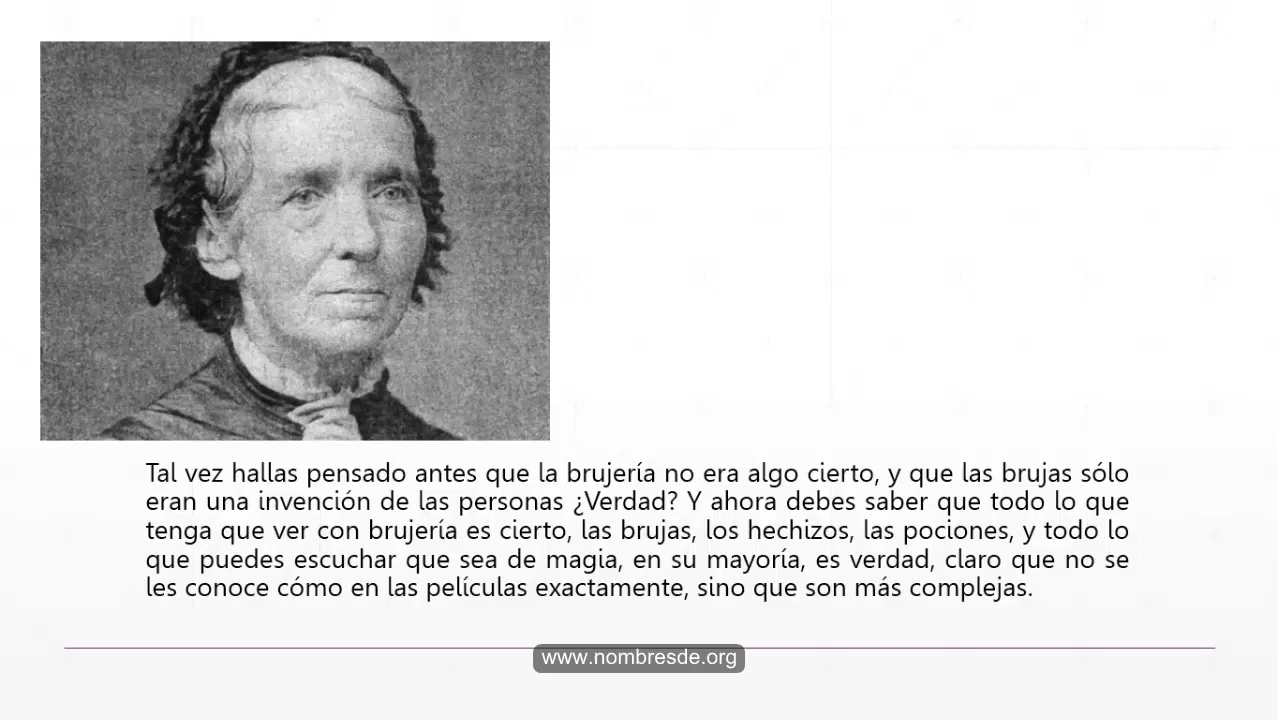 Tal vez hallas pensado antes que la brujería no era algo cierto, y que las brujas sólo
eran una invención de las personas ¿Verdad? Y ahora debes saber que todo lo que
tenga que ver con brujería es cierto, las brujas, los hechizos, las pociones, y todo lo
que puedes escuchar que sea de magia, en su mayoría, es verdad, claro que no se
les conoce cómo en las películas exactamente, sino que son más complejas.
www.nombresde.org